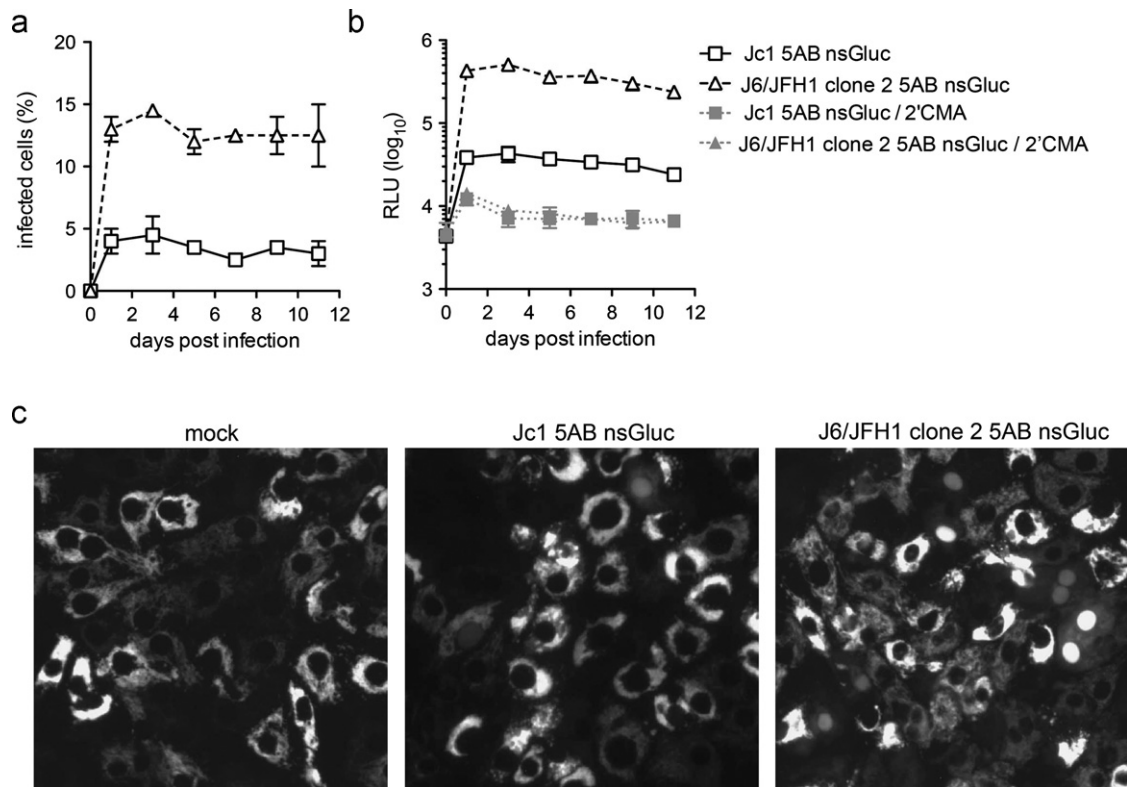 a
20
15
10
5
0
infected cells (%)
0 2 4 6 8 10 12
days post infection
b
6
5
4
3
RLU (log10)
0 2 4 6 8 10 12
days post infection
Jc1 5AB nsGluc
J6/JFH1 clone 2 5AB nsGluc
Jc1 5AB nsGluc / 2'CMA
J6/JFH1 clone 2 5AB nsGluc / 2'CMA
c
mock
Jc1 5AB nsGluc
J6/JFH1 clone 2 5AB nsGluc